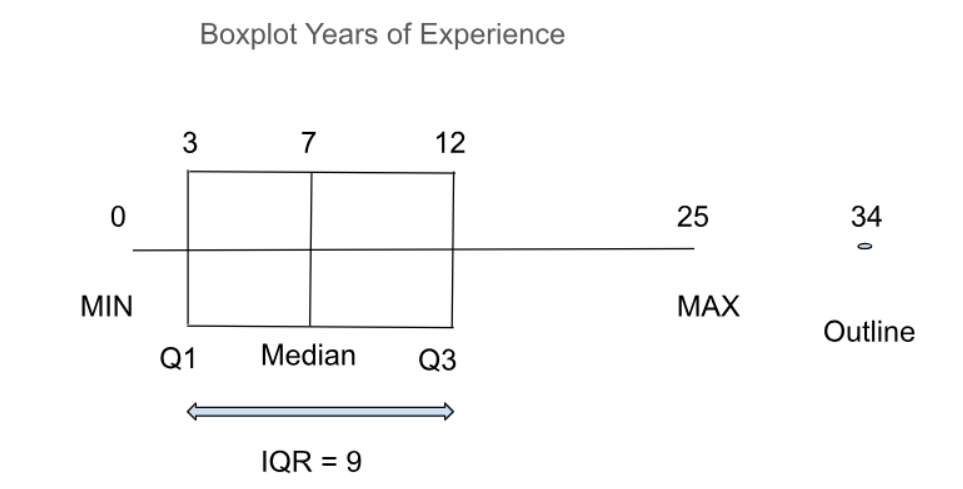 Boxplot Years of Experience
3 7 12
0 25 34
MIN MAX
Outline
Q1 Median Q3
IQR = 9